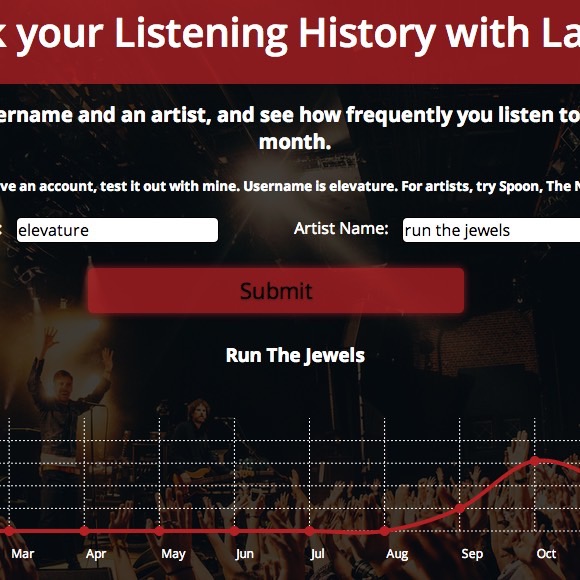 k your Listening History with La
ername and an artist, and see how frequently you listen to
month.
ve an account, test it out with mine. Username is elevature. For artists, try Spoon, The N
: elevature Artist Name: run the jewels
Submit
Run The Jewels
Mar Apr May Jun Jul Aug Sep Oct